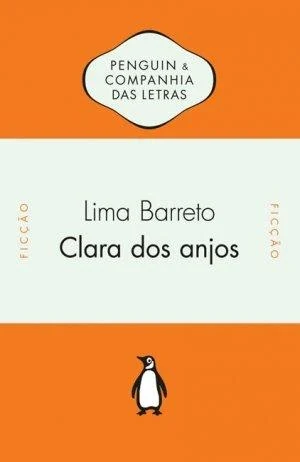 PENGUIN &
COMPANHIA
DAS LETRAS
Lima Barreto
Clara dos anjos
FICÇÃO
FICÇÃO